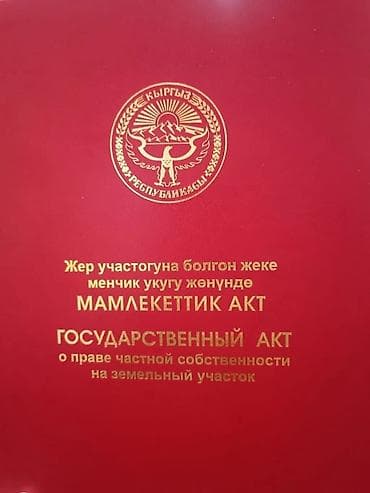 КЫРГЫЗ
РЕСПУБЛИКАСЫ
Жер участогуна болгон жеке
менчик укугу жөнүндө
МАМЛЕКЕТТИК АКТ
ГОСУДАРСТВЕННЫЙ АКТ
о праве частной собственности
на земельный участок